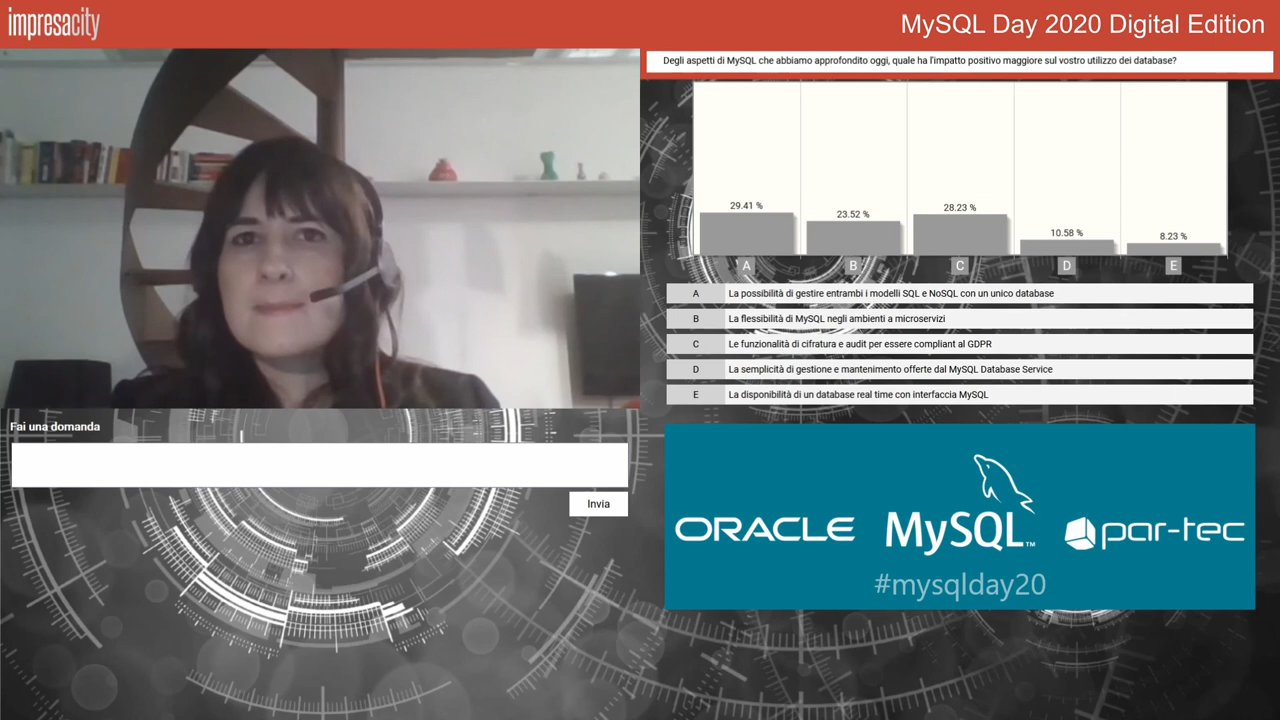 impresacity
MySQL Day 2020 Digital Edition
Degli aspetti di MySQL che abbiamo approfondito oggi, quale ha l'impatto positivo maggiore sul vostro utilizzo dei database?
29.41 %
23.52 %
28.23 %
10.58 %
8.23 %
A
B
C
D
E
A La possibilità di gestire entrambi i modelli SQL e NoSQL con un unico database
B La flessibilità di MySQL negli ambienti a microservizi
C Le funzionalità di cifratura e audit per essere compliant al GDPR
D La semplicità di gestione e mantenimento offerte dal MySQL Database Service
E La disponibilità di un database real time con interfaccia MySQL
Fai una domanda
Invia
ORACLE
MySQL™
par-tec
#mysqlday20